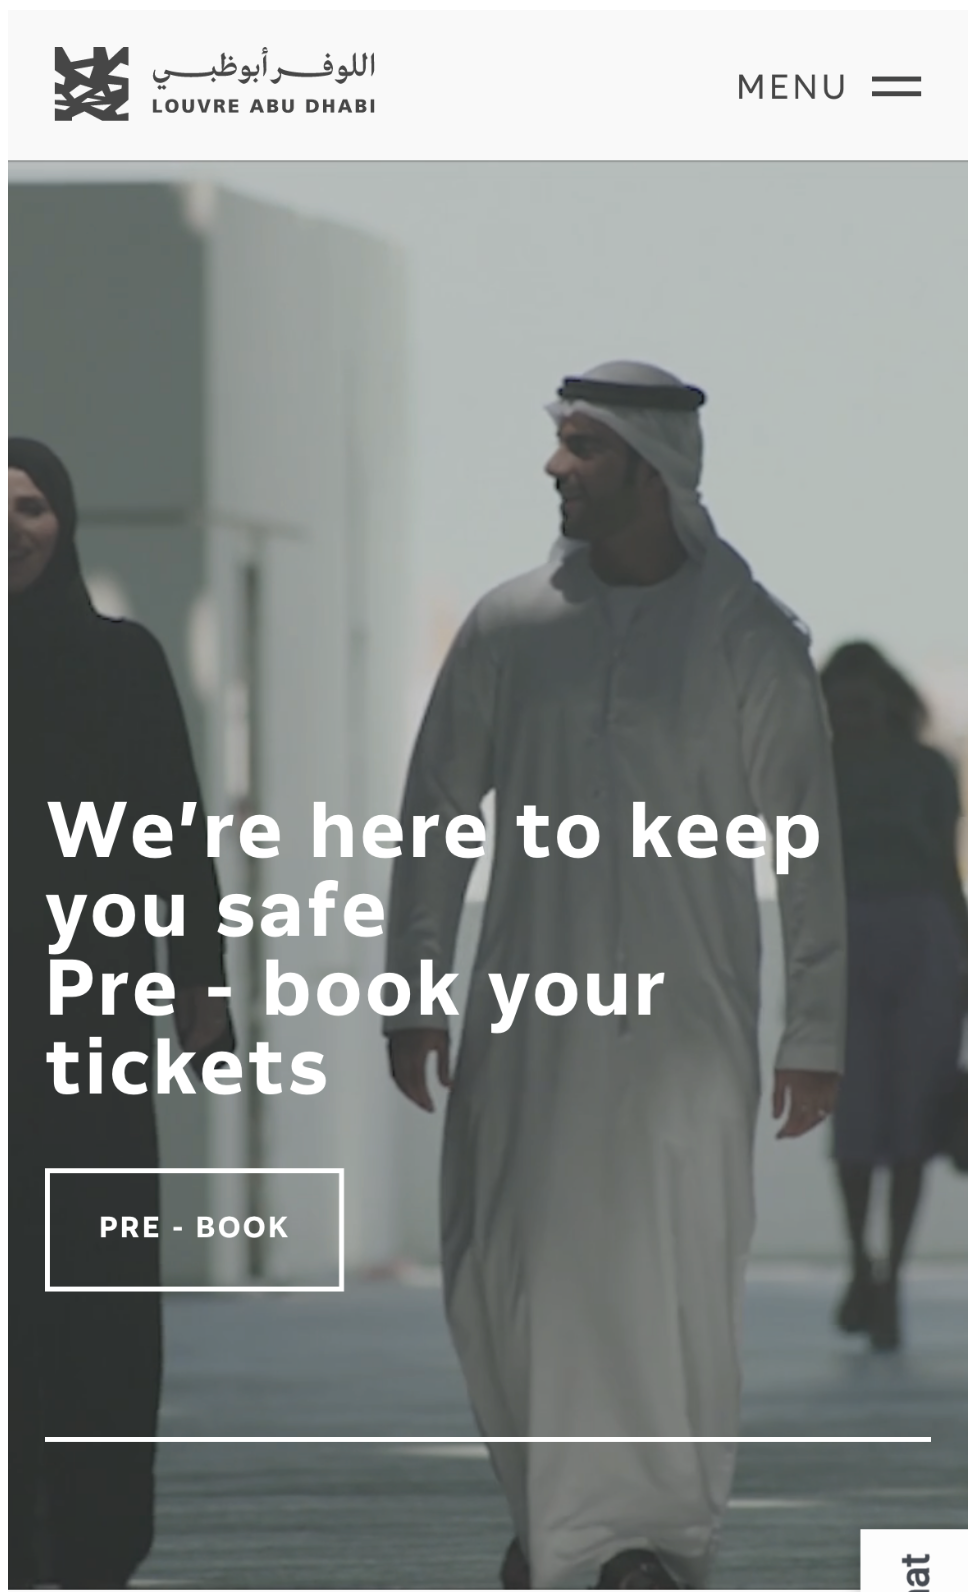 اللوفر أبوظبي
LOUVRE ABU DHABI
MENU
We're here to keep
you safe
Pre - book your
tickets
PRE - BOOK